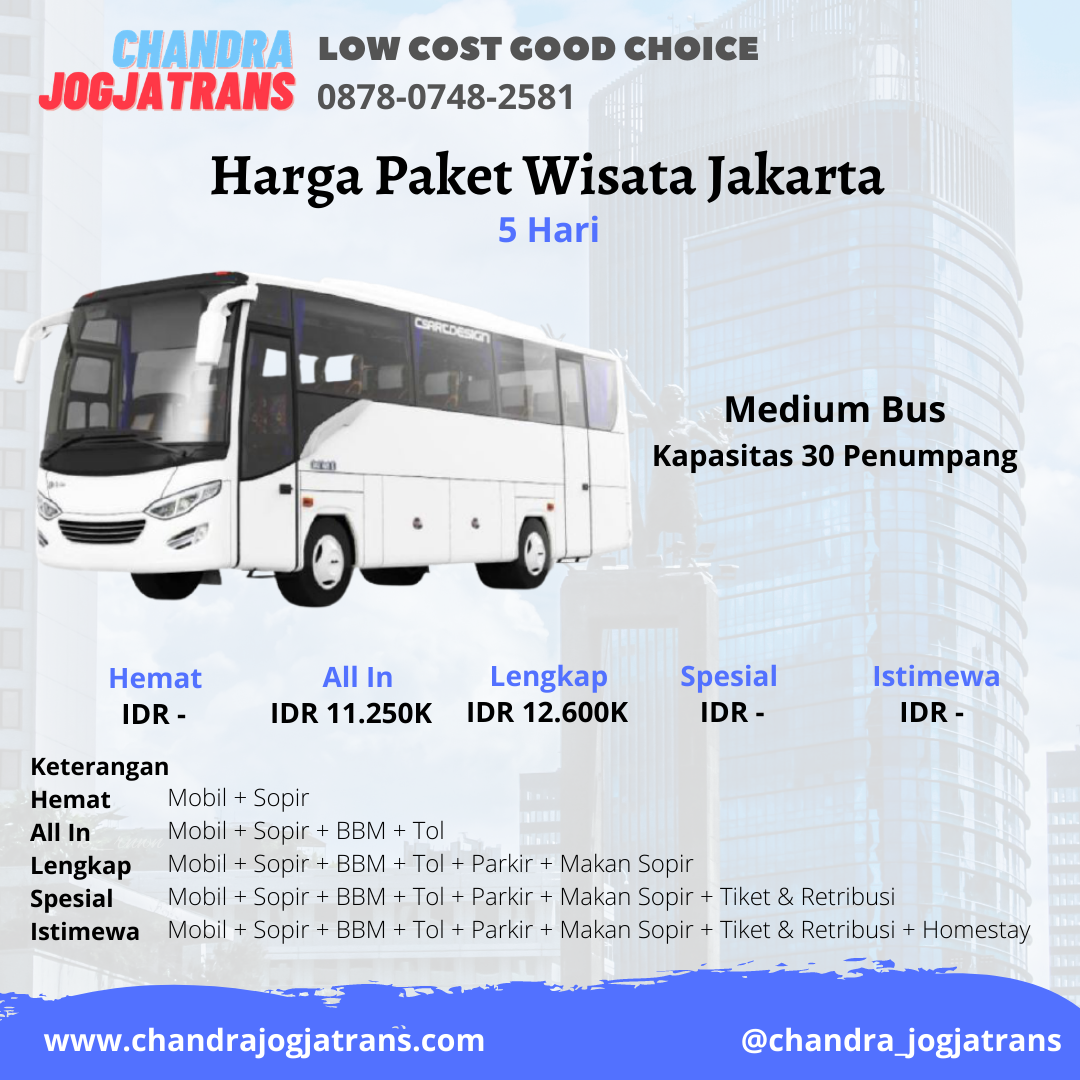 CHANDRA
JOGJATRANS
LOW COST GOOD CHOICE
0878-0748-2581
Harga Paket Wisata Jakarta
5 Hari
CSARTDESIGN
Medium Bus
Kapasitas 30 Penumpang
Hemat All In Lengkap Spesial Istimewa
IDR - IDR 11.250K IDR 12.600K IDR - IDR -
Keterangan
Hemat Mobil + Sopir
All In Mobil + Sopir + BBM + Tol
Lengkap Mobil + Sopir + BBM + Tol + Parkir + Makan Sopir
Spesial Mobil + Sopir + BBM + Tol + Parkir + Makan Sopir + Tiket & Retribusi
Istimewa Mobil + Sopir + BBM + Tol + Parkir + Makan Sopir + Tiket & Retribusi + Homestay
www.chandrajogjatrans.com @chandra_jogjatrans